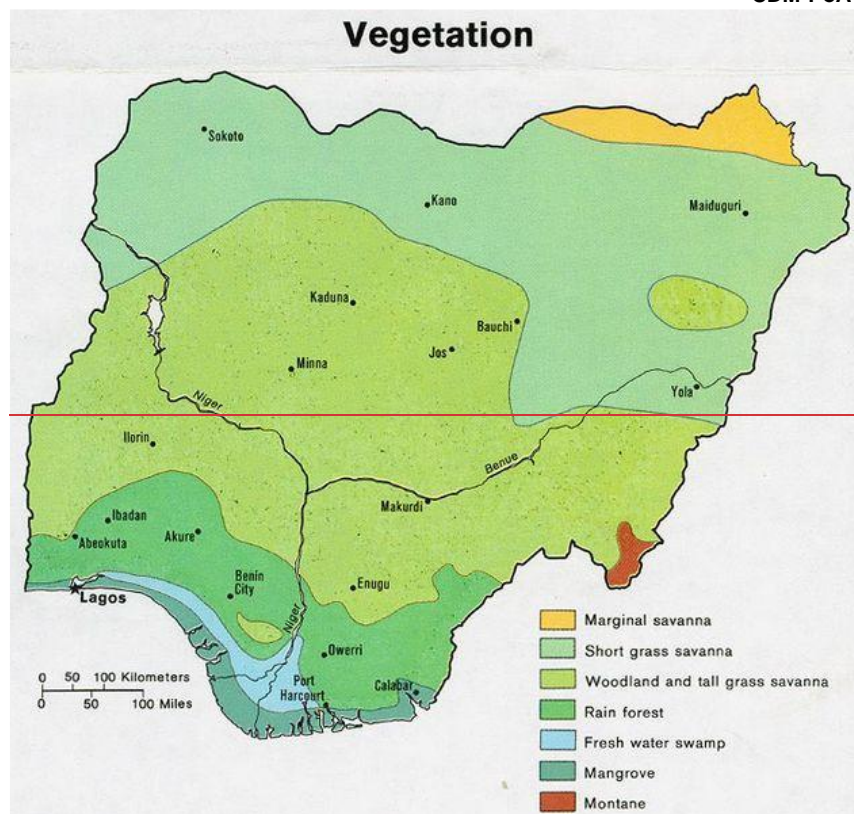 Vegetation
Sokoto
Kano
Maiduguri
Kaduna
Bauchi
Jos
Minna
Yola
Niger
Ilorin
Benue
Makurdi
Ibadan
Akure
Abeokuta
Benin
City
Enugu
Lagos
Niger
Owerri
Port
Harcourt
Calabar
0 50 100 Kilometers
0 50 100 Miles
Marginal savanna
Short grass savanna
Woodland and tall grass savanna
Rain forest
Fresh water swamp
Mangrove
Montane